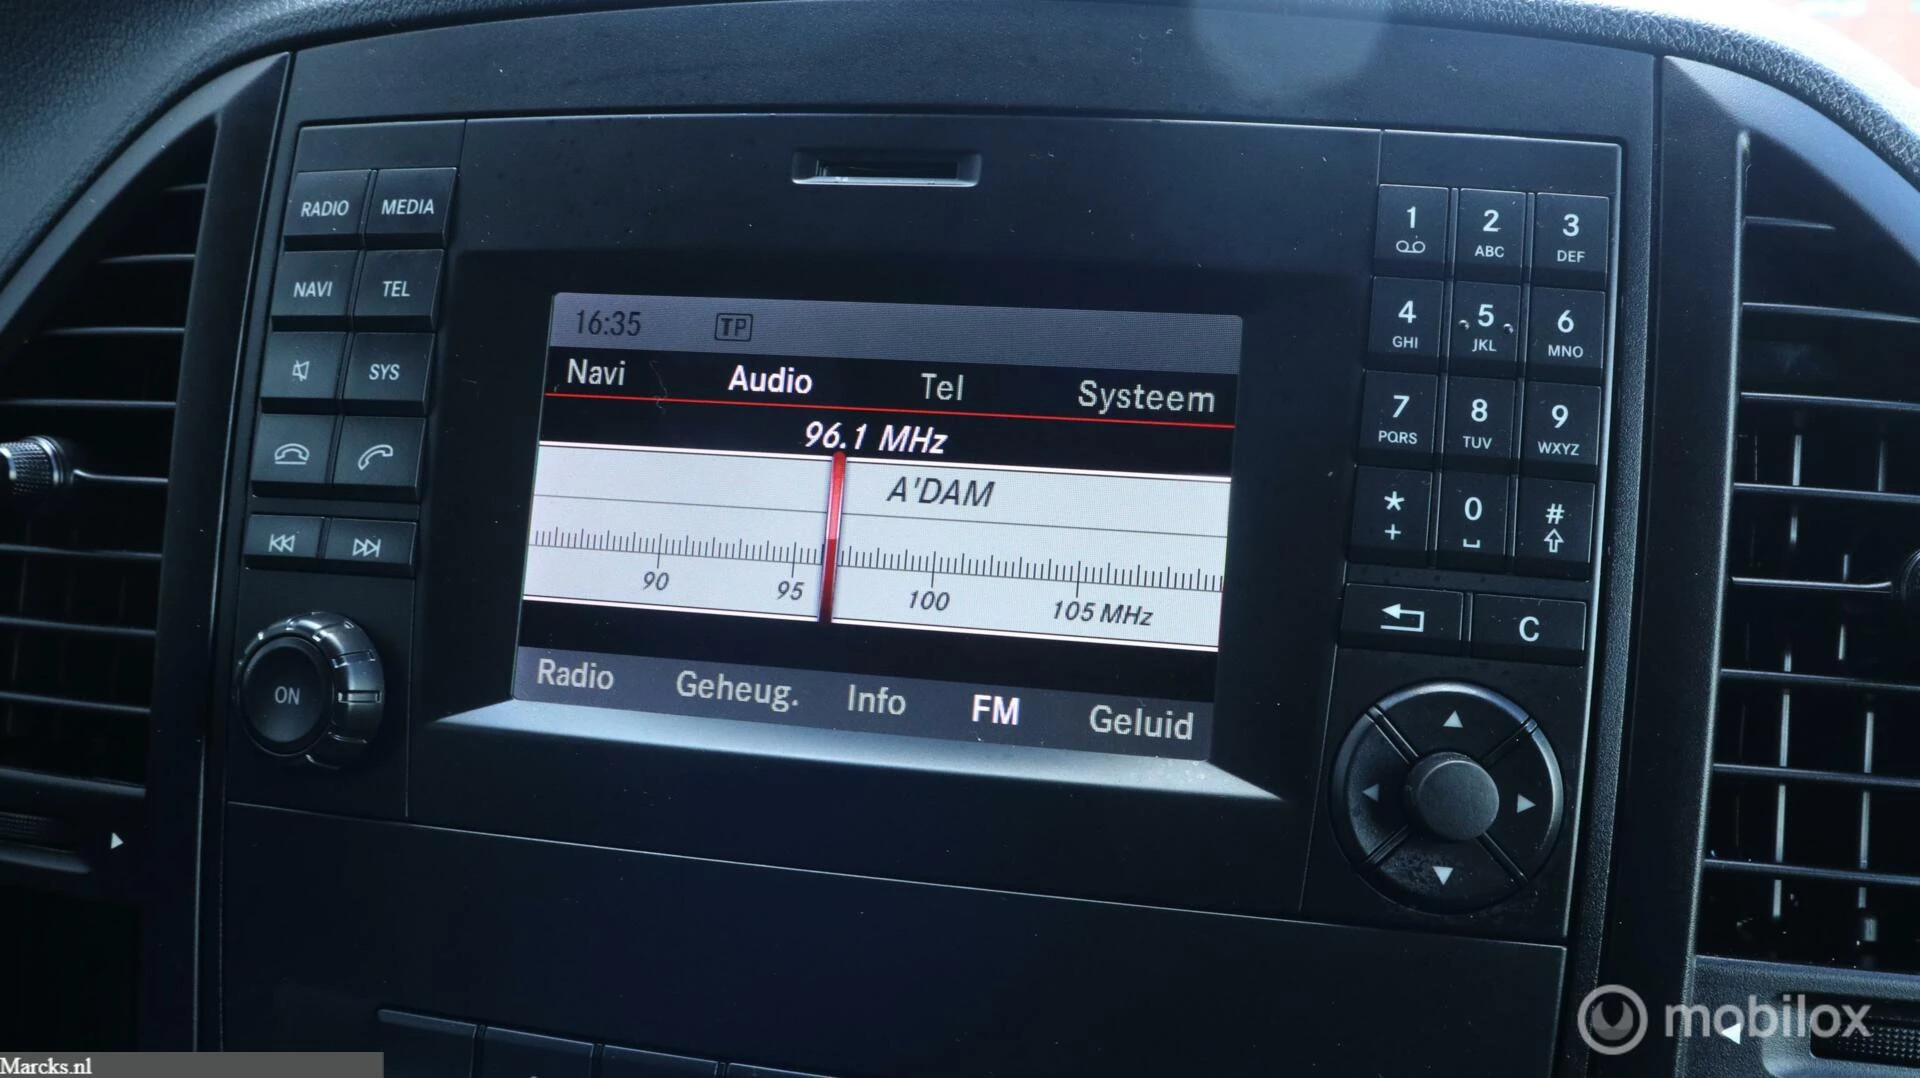 RADIO MEDIA
NAVI TEL
SYS
ON
16:35 TP
Navi Audio Tel Systeem
96.1 MHz
A'DAM
90 95 100 105 MHz
Radio Geheug. Info FM Geluid
1 2 3
ABC DEF
4 5 6
GHI JKL MNO
7 8 9
PQRS TUV WXYZ
* 0 #
+
C
mobilox
Marcks.nl